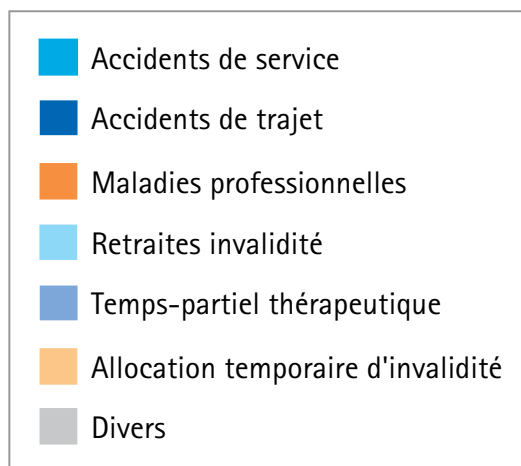 Accidents de service
Accidents de trajet
Maladies professionnelles
Retraites invalidité
Temps-partiel thérapeutique
Allocation temporaire d'invalidité
Divers